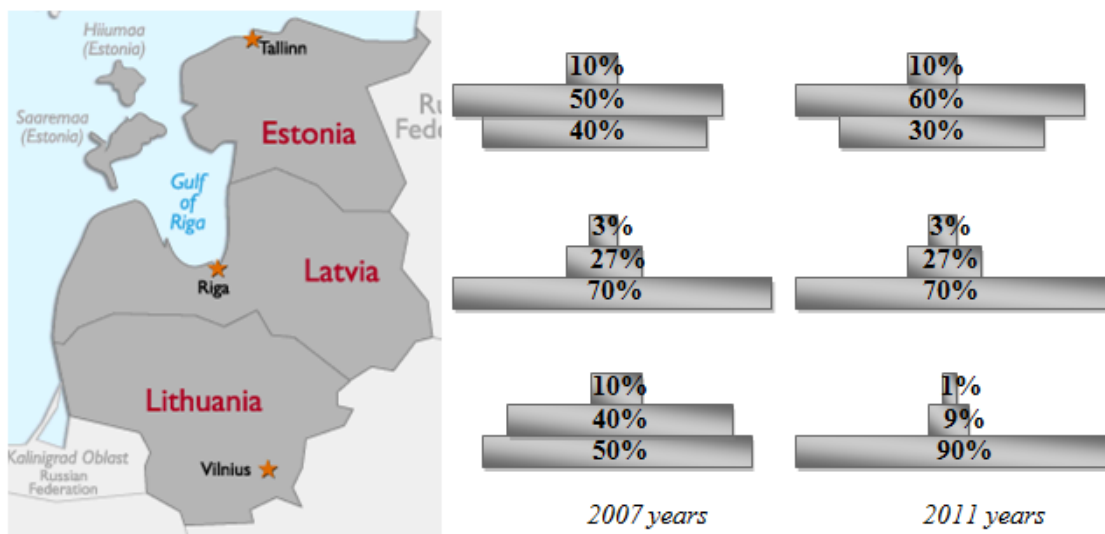 Hiiumaa
(Estonia)
Tallinn
Saaremaa
(Estonia)
Estonia
Ru
Fede
Gulf
of
Riga
Riga
Latvia
Lithuania
Kalinigrad Oblast
Russian
Federation
Vilnius
10%
50%
40%
10%
60%
30%
3%
27%
70%
3%
27%
70%
10%
40%
50%
1%
9%
90%
2007 years
2011 years